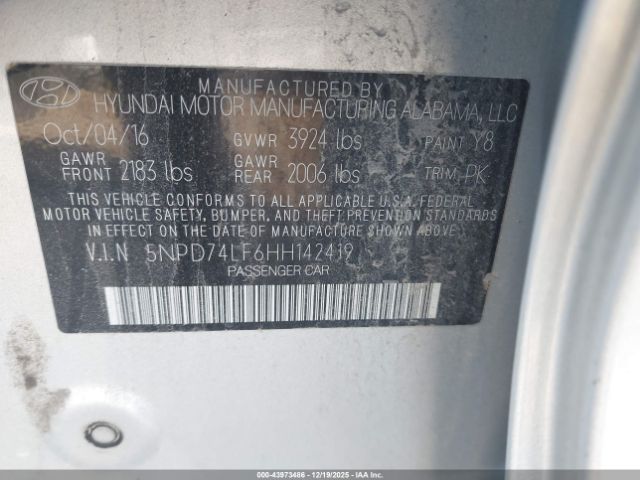 MANUFACTURED BY
HYUNDAI MOTOR MANUFACTURING ALABAMA, LLC
Oct/04/16 GVWR 3924 lbs PAINT Y8
GAWR FRONT 2183 lbs GAWR REAR 2006 lbs TRIM PK
THIS VEHICLE CONFORMS TO ALL APPLICABLE U.S.A. FEDERAL
MOTOR VEHICLE SAFETY, BUMPER, AND THEFT PREVENTION STANDARDS
IN EFFECT ON THE DATE OF MANUFACTURE SHOWN ABOVE.
V.I.N 5NPD74LF6HH142419
PASSENGER CAR
000-43973486 - 12/19/2025 - IAAI.COM